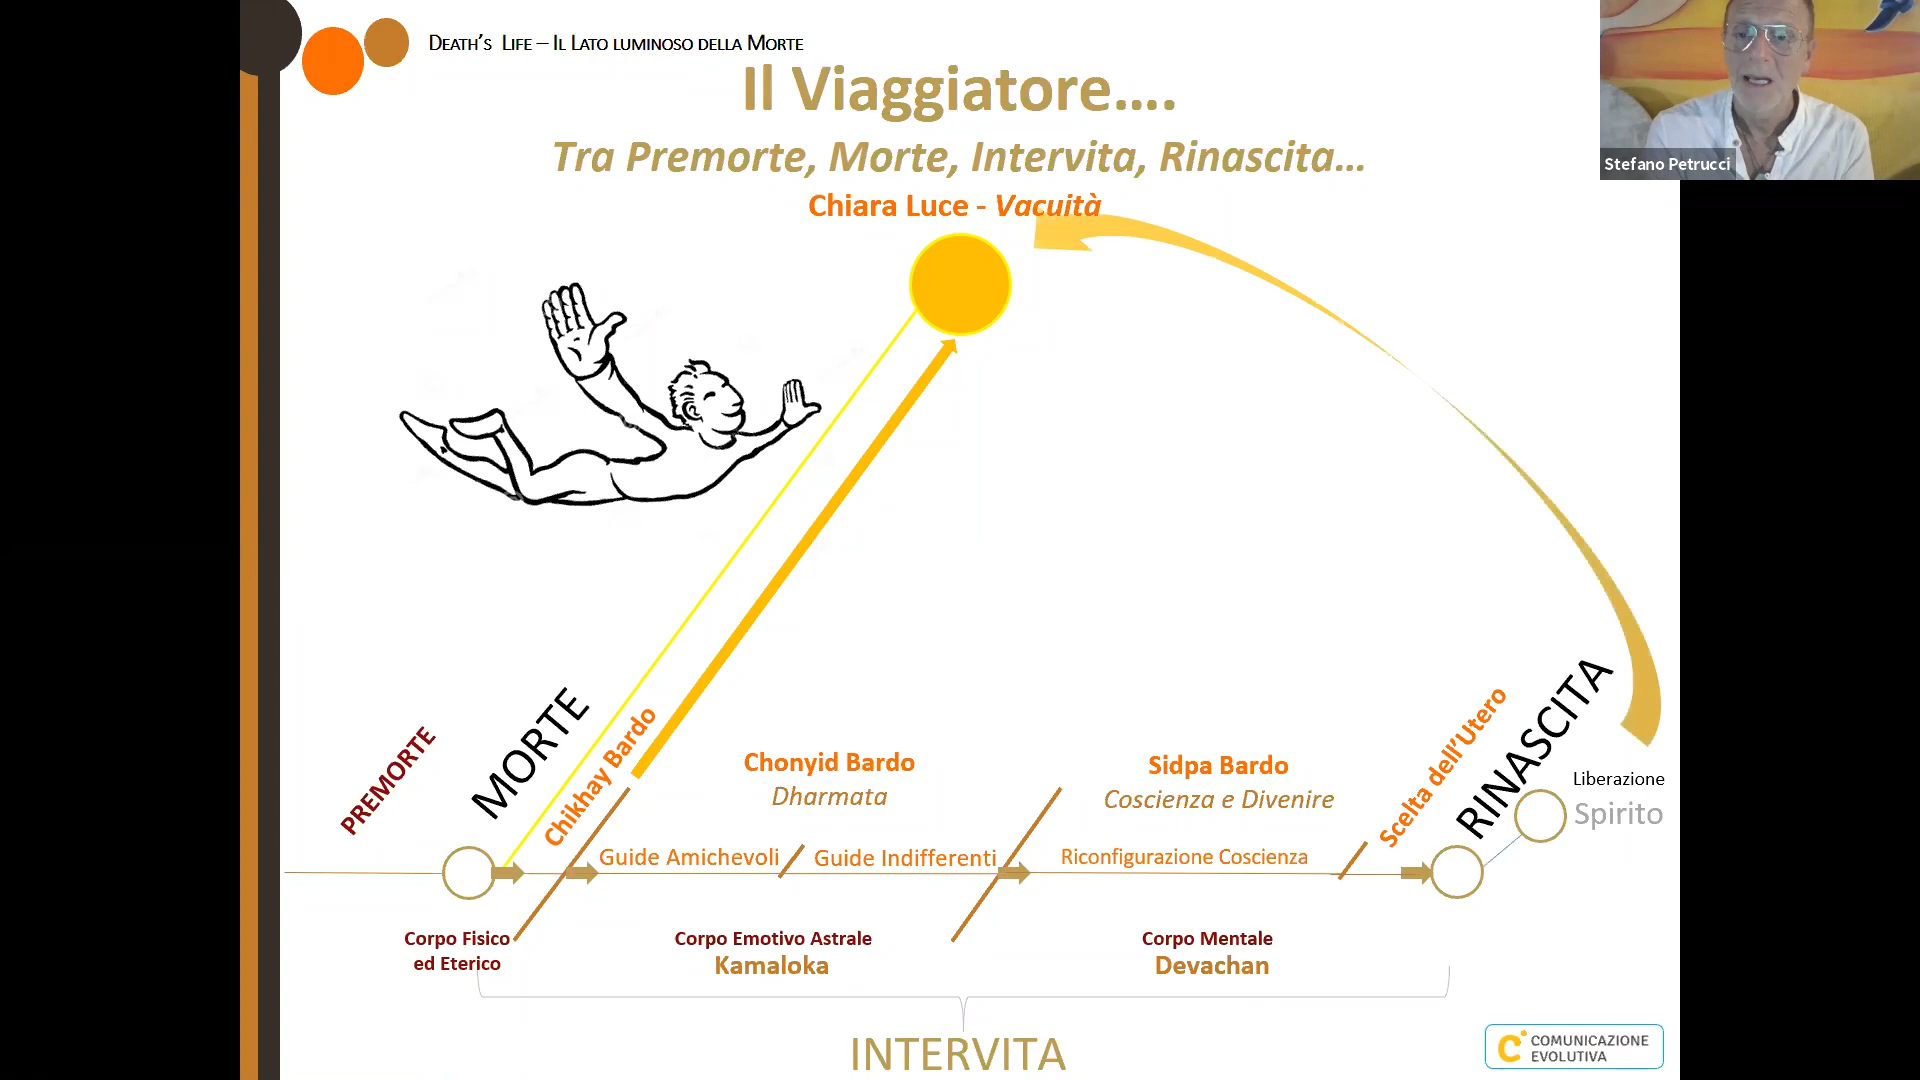 Death's Life – Il Lato luminoso della Morte
Il Viaggiatore....
Tra Premorte, Morte, Intervita, Rinascita...
Chiara Luce - Vacuità
Stefano Petrucci
PREMORTE
MORTE
Chikhay Bardo
Chonyid Bardo
Dharmata
Sidpa Bardo
Coscienza e Divenire
Scelta dell'Utero
RINASCITA
Liberazione
Spirito
Guide Amichevoli
Guide Indifferenti
Riconfigurazione Coscienza
Corpo Fisico
ed Eterico
Corpo Emotivo Astrale
Kamaloka
Corpo Mentale
Devachan
INTERVITA
COMUNICAZIONE
EVOLUTIVA